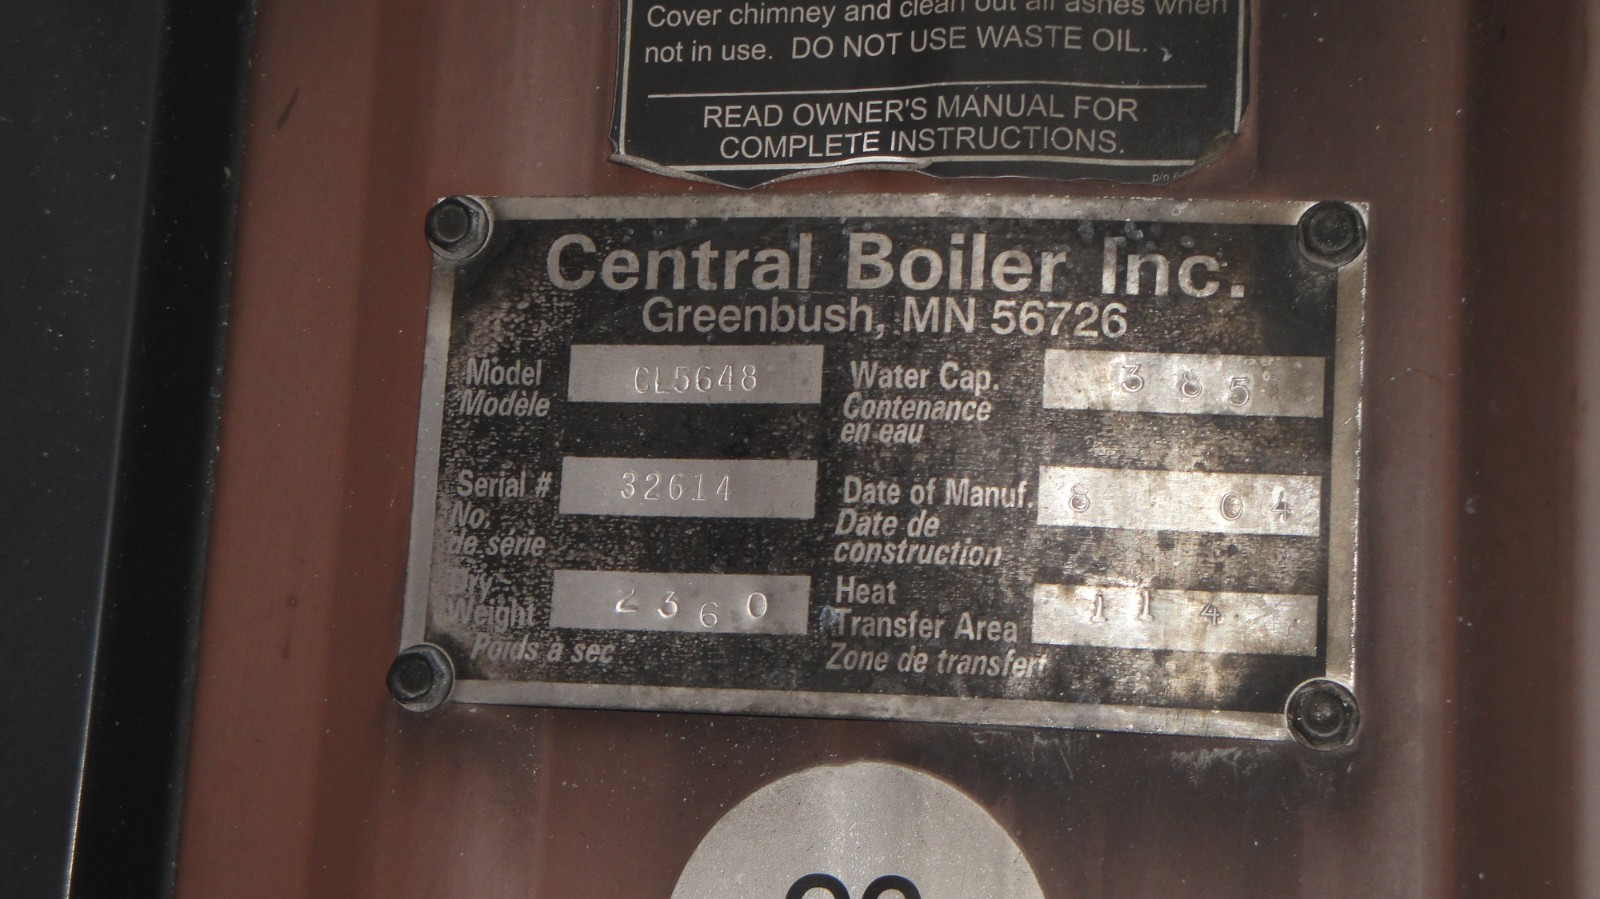 Cover chimney and clean out all ashes when
not in use. DO NOT USE WASTE OIL.
READ OWNER'S MANUAL FOR
COMPLETE INSTRUCTIONS.
p/n
Central Boiler Inc.
Greenbush, MN 56726
Model CL5648
Modèle
Serial # 32614
No.
de série
Dry
Weight 2360
Poids à sec
Water Cap. 385
Contenance
en eau
Date of Manuf. 8 04
Date de
construction
Heat
Transfer Area 114
Zone de transfert